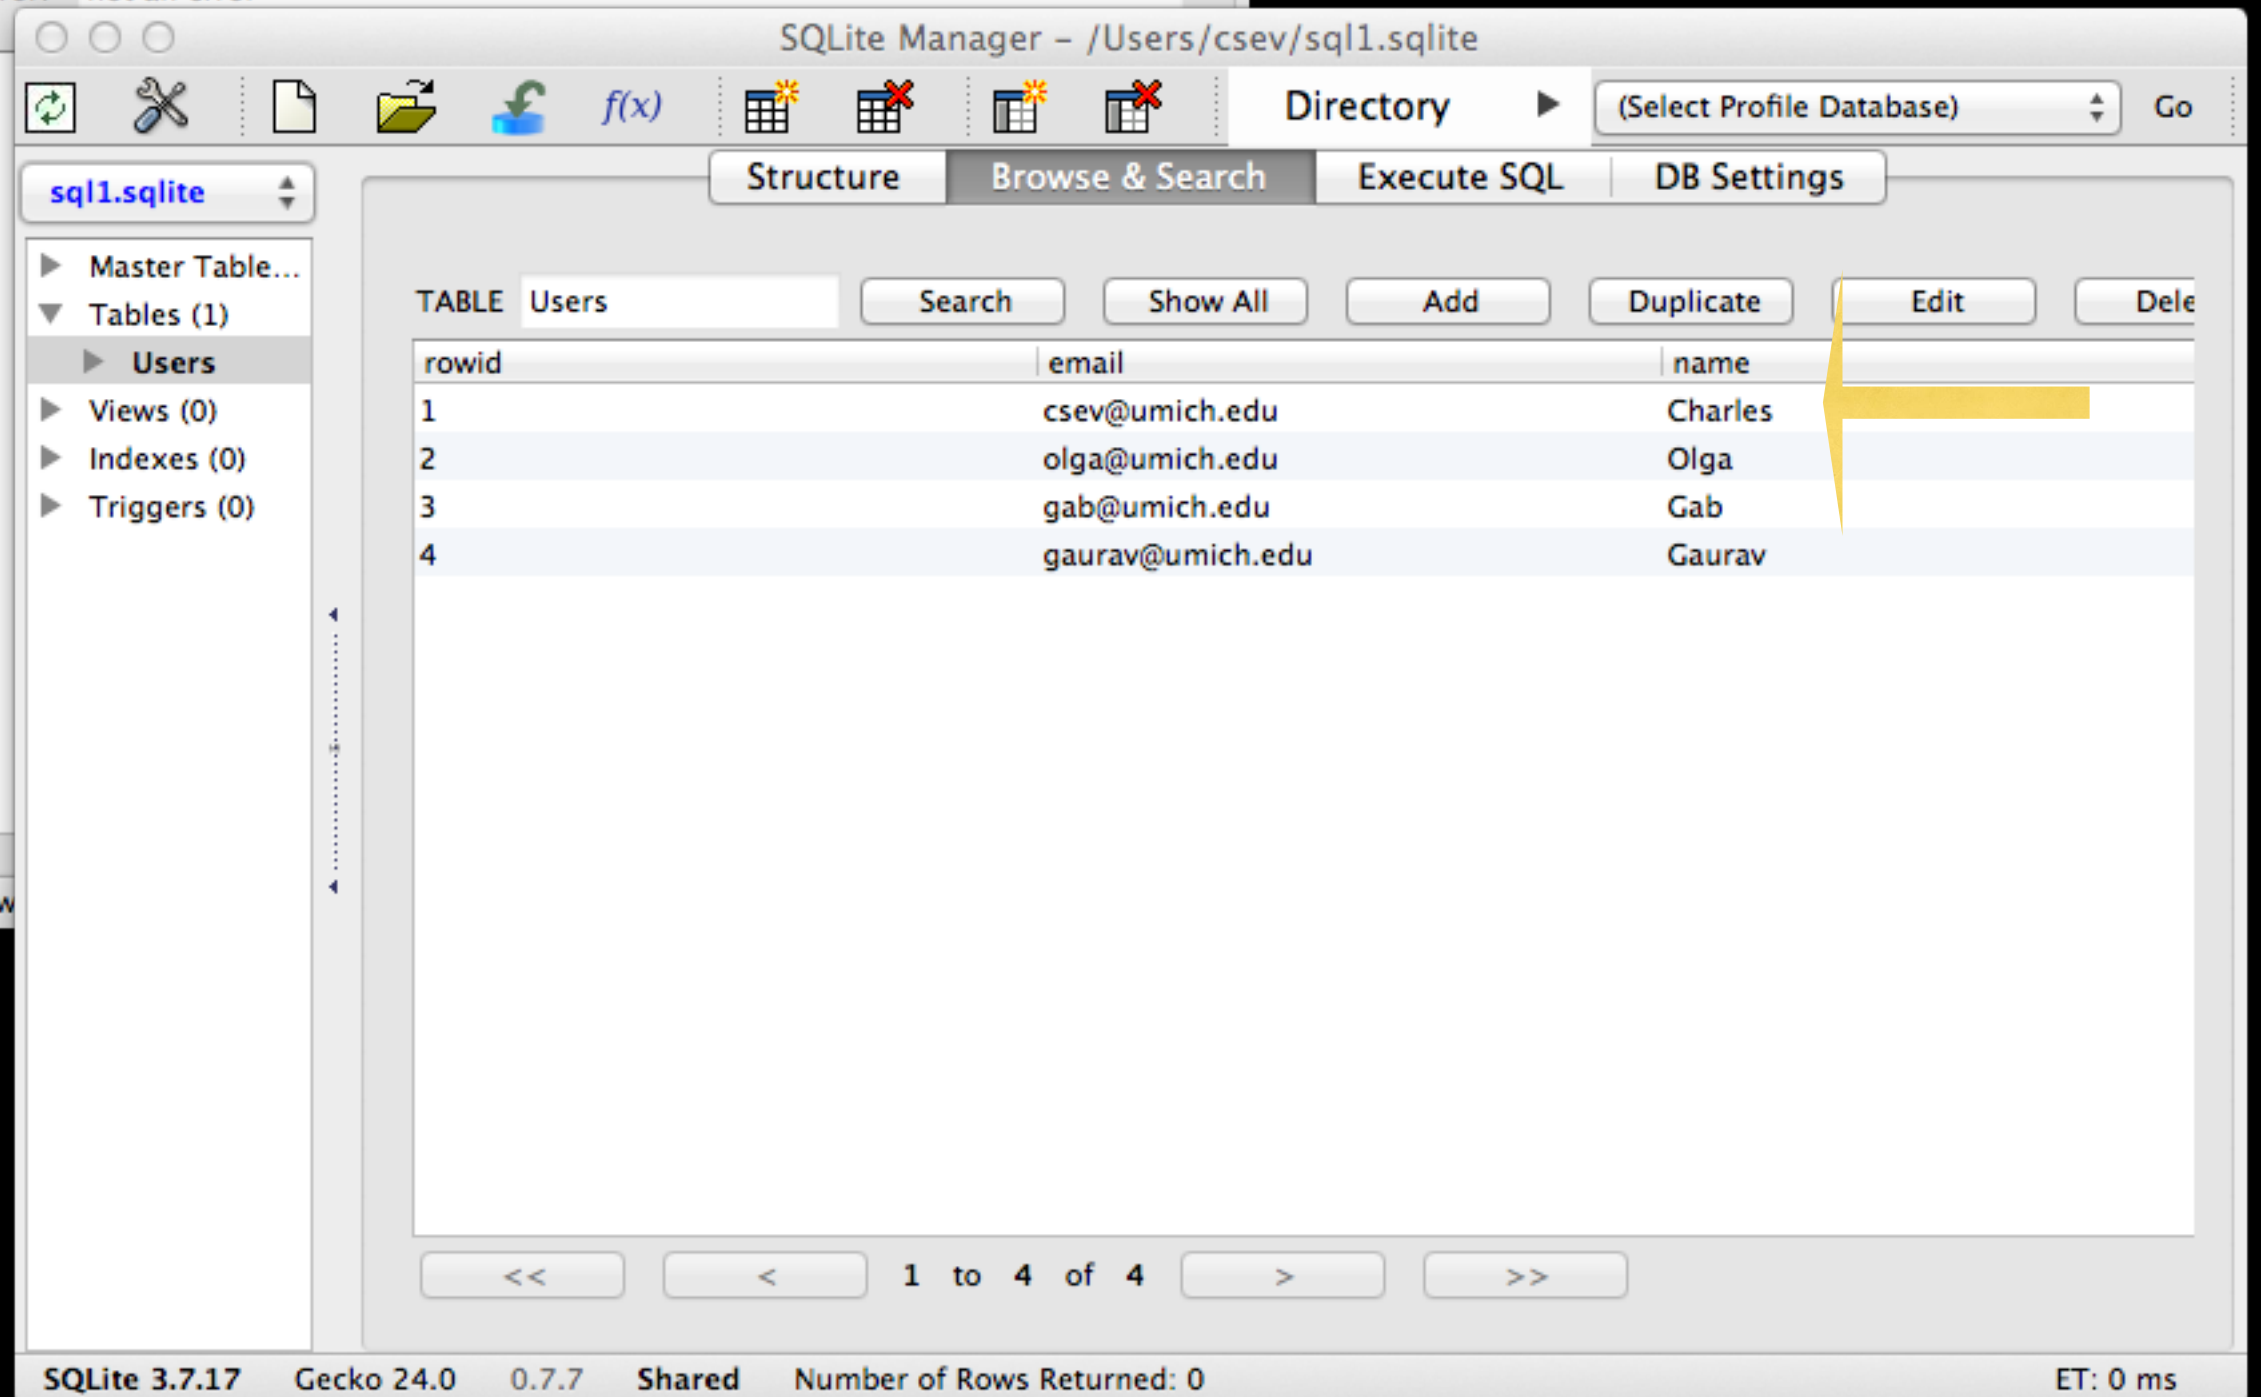 SQLite Manager – /Users/csev/sql1.sqlite
f(x) Directory (Select Profile Database) Go
sql1.sqlite
Structure Browse & Search Execute SQL DB Settings
Master Table...
Tables (1)
Users
Views (0)
Indexes (0)
Triggers (0)
TABLE Users Search Show All Add Duplicate Edit Dele
rowid email name
1 csev@umich.edu Charles
2 olga@umich.edu Olga
3 gab@umich.edu Gab
4 gaurav@umich.edu Gaurav
<< < 1 to 4 of 4 > >>
SQLite 3.7.17 Gecko 24.0 0.7.7 Shared Number of Rows Returned: 0 ET: 0 ms